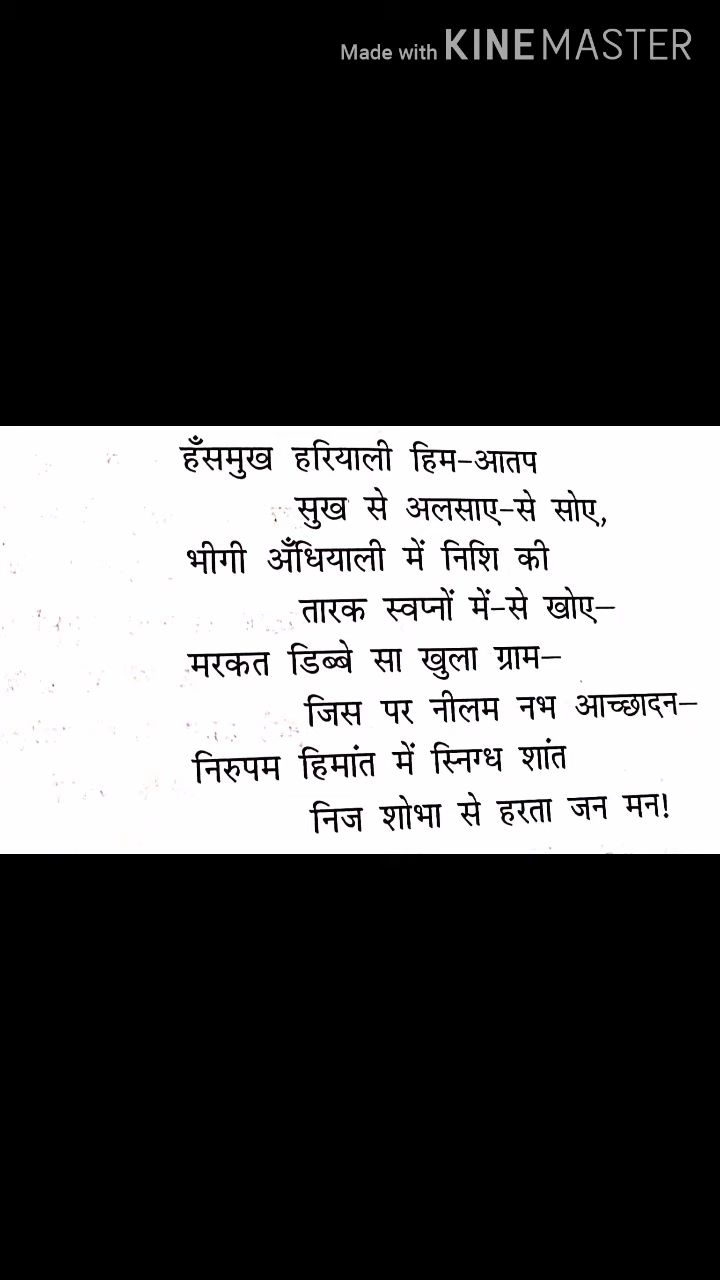 Made with KINEMASTER
हँसमुख हरियाली हिम-आतप
सुख से अलसाए-से सोए,
भीगी अँधियाली में निशि की
तारक स्वप्नों में-से खोए–
मरकत डिब्बे सा खुला ग्राम–
जिस पर नीलम नभ आच्छादन–
निरुपम हिमांत में स्निग्ध शांत
निज शोभा से हरता जन मन!